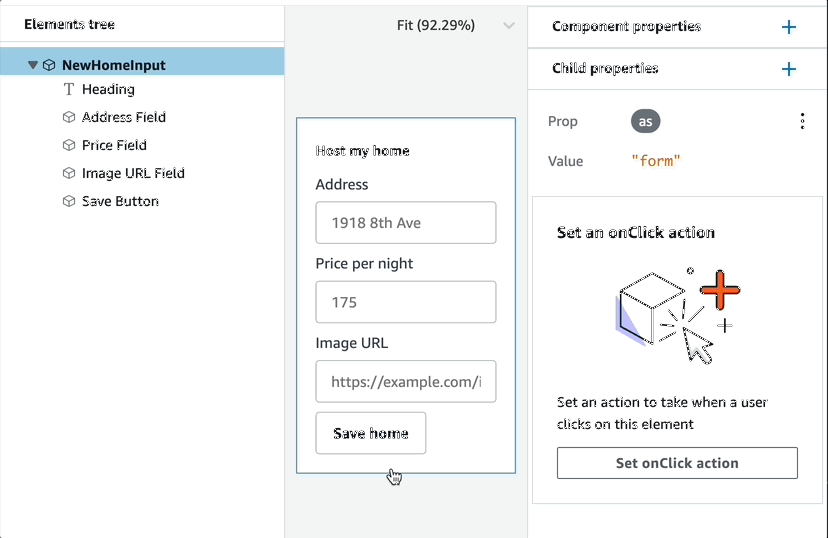 Elements tree
NewHomeInput
Heading
Address Field
Price Field
Image URL Field
Save Button
Fit (92.29%)
Host my home
Address
1918 8th Ave
Price per night
175
Image URL
https://example.com/i
Save home
Component properties
Child properties
Prop as
Value "form"
Set an onClick action
Set an action to take when a user
clicks on this element
Set onClick action